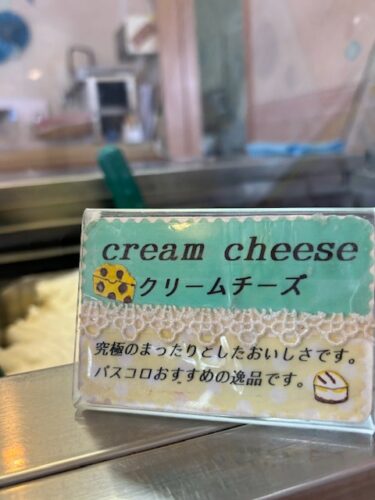 cream cheese
クリームチーズ
究極のまったりとしたおいしさです。
バスコロおすすめの逸品です。